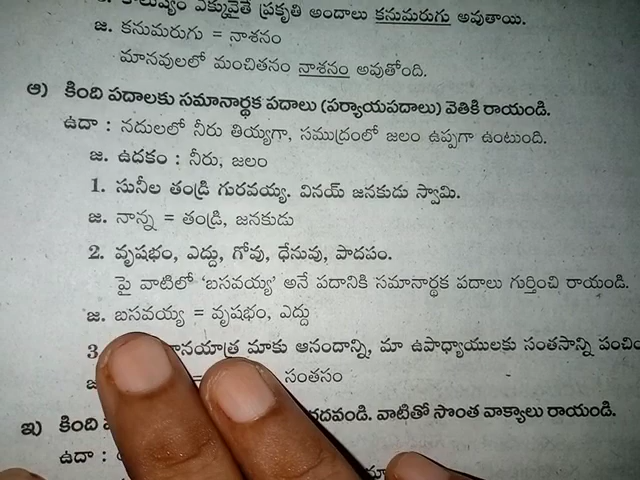 కాలుష్యం ఎక్కువైతే ప్రకృతి అందాలు కనుమరుగు అవుతాయి.
జ. కనుమరుగు = నాశనం
మానవులలో మంచితనం నాశనం అవుతోంది.
ఆ) కింది పదాలకు సమానార్థక పదాలు (పర్యాయపదాలు) వెతికి రాయండి.
ఉదా : నదులలో నీరు తియ్యగా, సముద్రంలో జలం ఉప్పగా ఉంటుంది.
జ. ఉదకం : నీరు, జలం
1. సునీల తండ్రి గురవయ్య. వినయ్ జనకుడు స్వామి.
జ. నాన్న = తండ్రి, జనకుడు
2. వృషభం, ఎద్దు, గోవు, ధేనువు, పాదపం.
పై వాటిలో 'బసవయ్య' అనే పదానికి సమానార్థక పదాలు గుర్తించి రాయండి.
జ. బసవయ్య = వృషభం, ఎద్దు
3 మాకు ఆనందాన్ని, మా ఉపాధ్యాయులకు సంతసాన్ని
= సంతసం
ఇ) కింది వాటితో సొంత వాక్యాలు రాయండి.
ఉదా :